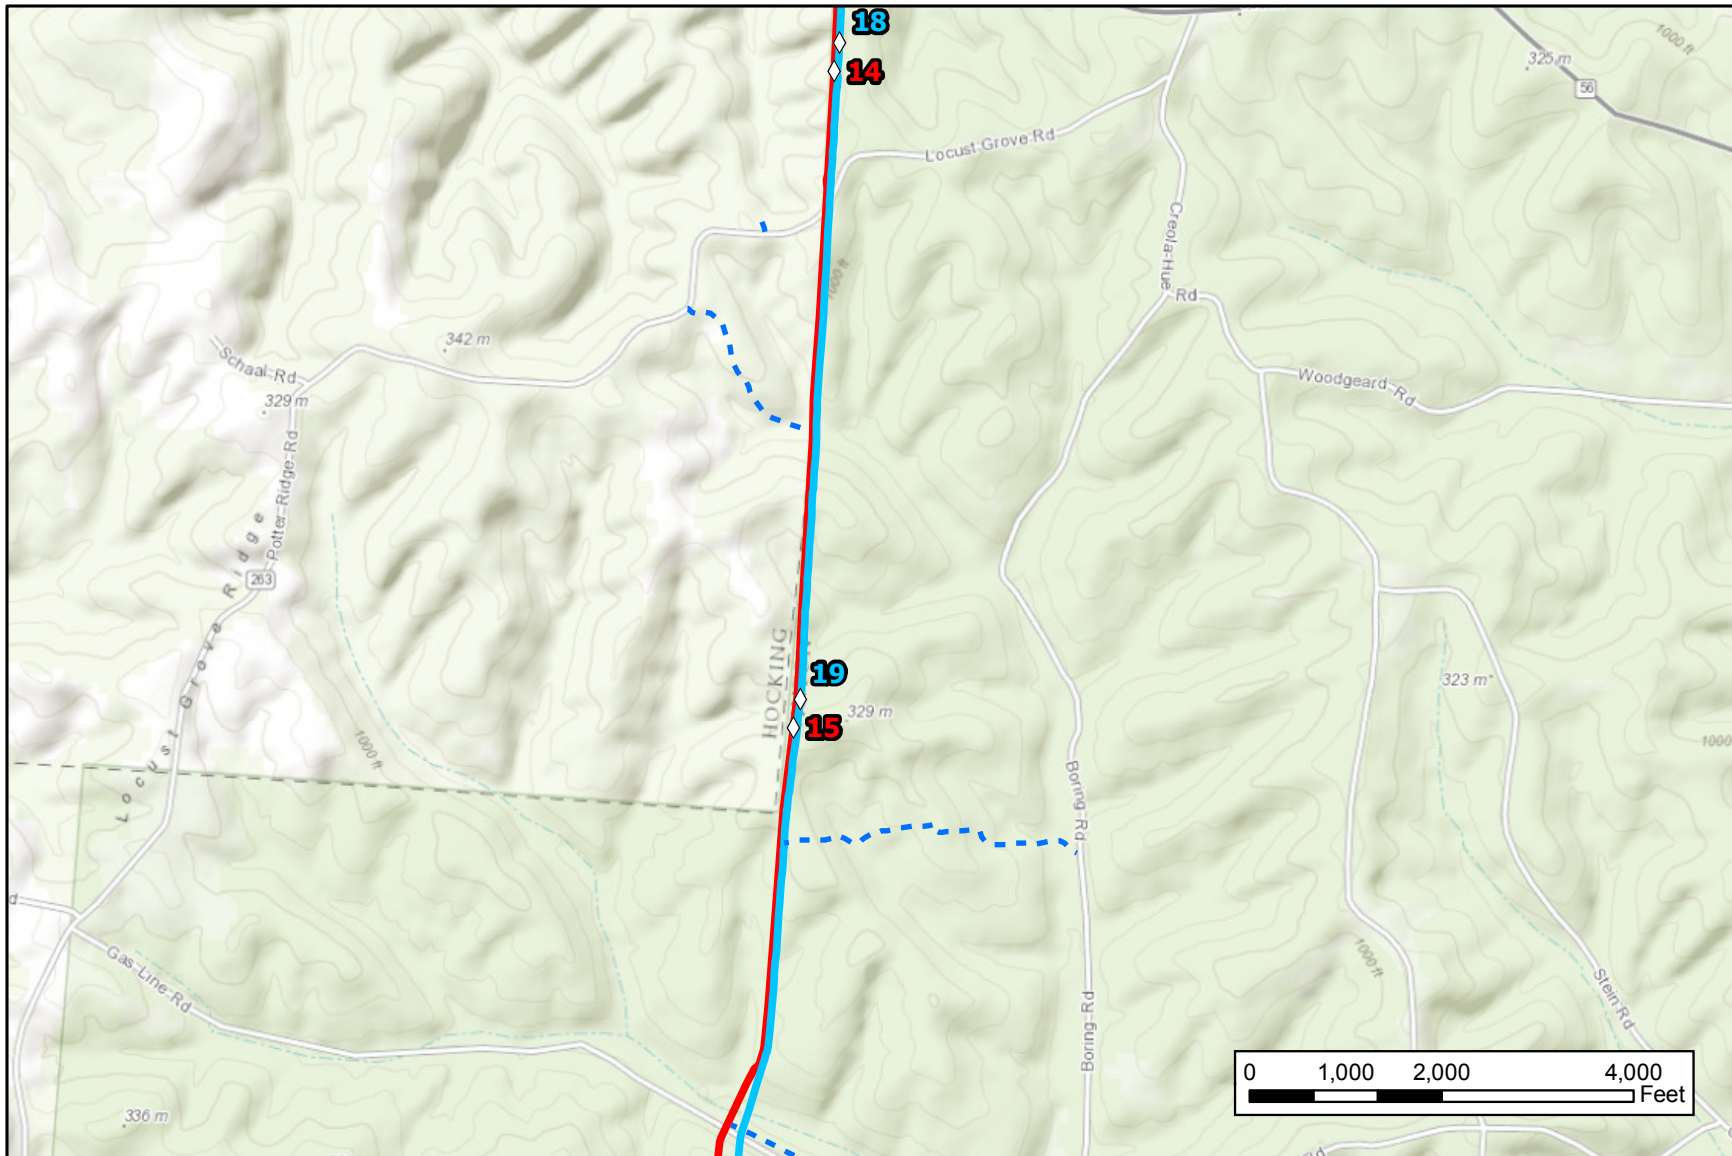 18
14
1000 ft
325 m
56
Locust Grove Rd
Creola-Hue Rd
1000 ft
342 m
Schaal Rd
329 m
Woodgeard Rd
Potter-Ridge-Rd
Locust Grove Ridge
263
HOCKING
19
15
329 m
323 m
1000 ft
1000
Boring-Rd
d
Gas-Line-Rd
1000 ft
Stein-Rd
Boring-Rd
336 m
0 1,000 2,000 4,000
Feet
Rd